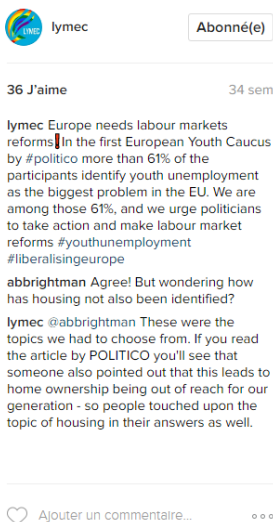 LYMEC
lymec
Abonné(e)
36 J'aime
34 sem
lymec Europe needs labour markets
reforms❗In the first European Youth Caucus
by #politico more than 61% of the
participants identify youth unemployment
as the biggest problem in the EU. We are
among those 61%, and we urge politicians
to take action and make labour market
reforms #youthunemployment
#liberalisingeurope
abbrightman Agree! But wondering how
has housing not also been identified?
lymec @abbrightman These were the
topics we had to choose from. If you read
the article by POLITICO you'll see that
someone also pointed out that this leads to
home ownership being out of reach for our
generation - so people touched upon the
topic of housing in their answers as well.
Ajouter un commentaire...